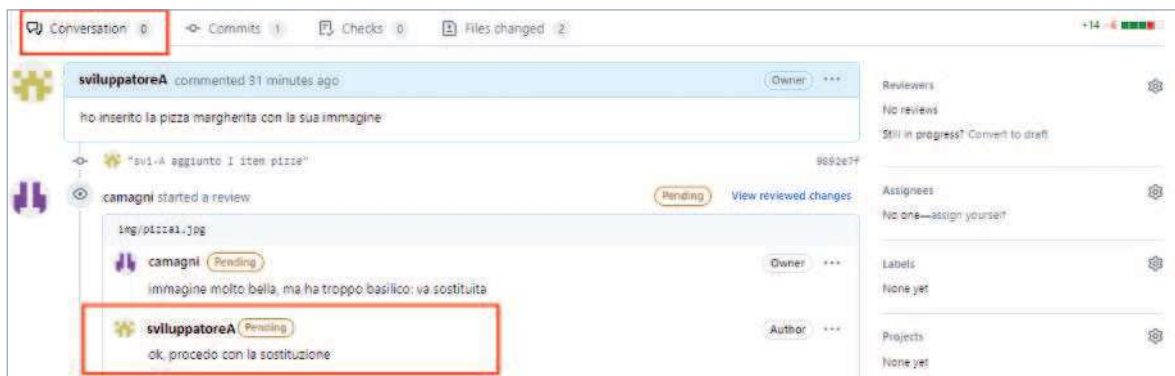 Conversation 0 Commits 1 Checks 0 Files changed 2 +14 -6
sviluppatoreA commented 31 minutes ago Owner ...
ho inserito la pizza margherita con la sua immagine
"svi-A aggiunto I item pizze" 9892e7f
camagni started a review Pending View reviewed changes
img/pizza1.jpg
camagni Pending Owner ...
immagine molto bella, ma ha troppo basilico: va sostituita
sviluppatoreA Pending Author ...
ok, procedo con la sostituzione
Reviewers
No reviews
Still in progress? Convert to draft
Assignees
No one—assign yourself
Labels
None yet
Projects
None yet